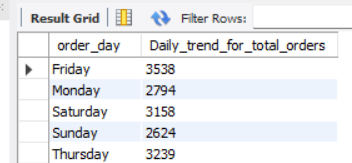 Result Grid Filter Rows:
order_day Daily_trend_for_total_orders
Friday 3538
Monday 2794
Saturday 3158
Sunday 2624
Thursday 3239